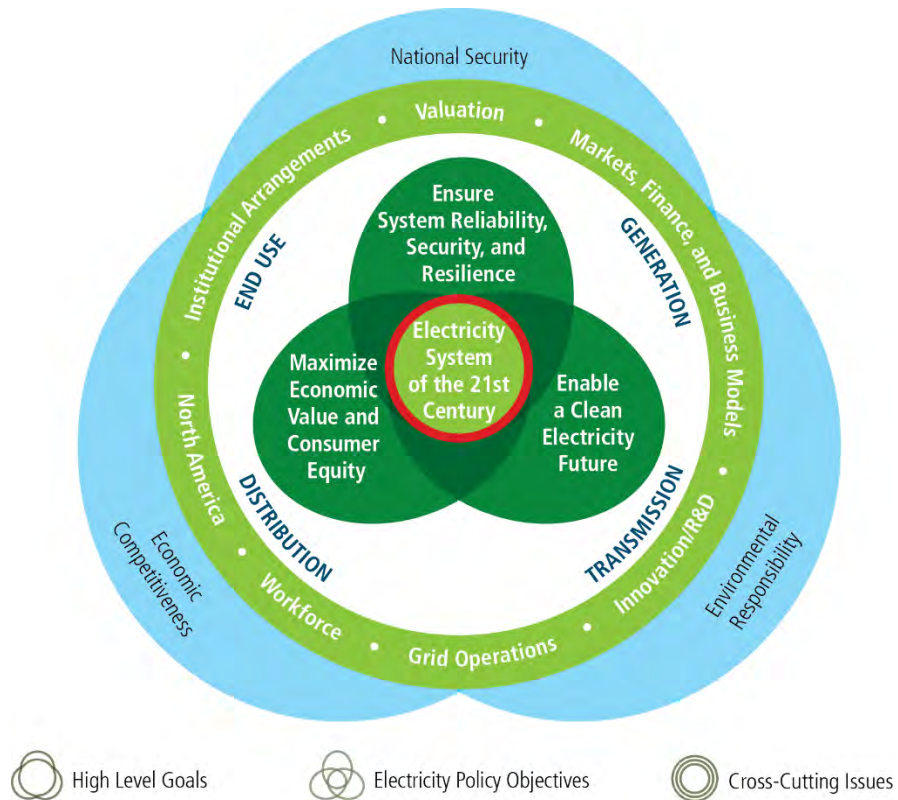 National Security
Institutional Arrangements • Valuation • Markets, Finance, and Business Models
END USE
GENERATION
Ensure
System Reliability,
Security, and
Resilience
Electricity
System
of the 21st
Century
Maximize
Economic
Value and
Consumer
Equity
Enable
a Clean
Electricity
Future
DISTRIBUTION
TRANSMISSION
North America • Workforce • Grid Operations • Innovation/R&D
Economic
Competitiveness
Environmental
Responsibility
High Level Goals
Electricity Policy Objectives
Cross-Cutting Issues